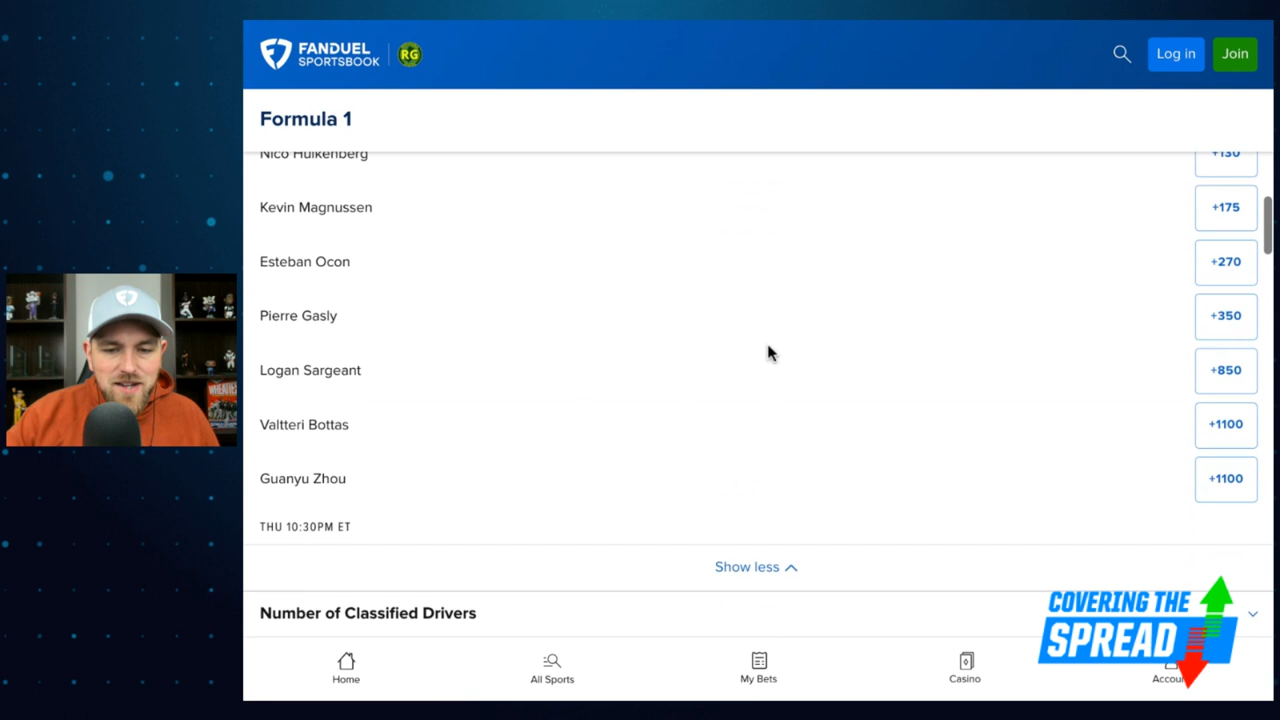 FANDUEL
SPORTSBOOK
RG
Log in
Join
Formula 1
Nico Hulkenberg
+130
Kevin Magnussen
+175
Esteban Ocon
+270
Pierre Gasly
+350
Logan Sargeant
+850
Valtteri Bottas
+1100
Guanyu Zhou
+1100
THU 10:30PM ET
Show less
Number of Classified Drivers
COVERING THE
SPREAD
Home
All Sports
My Bets
Casino
WHEATIES